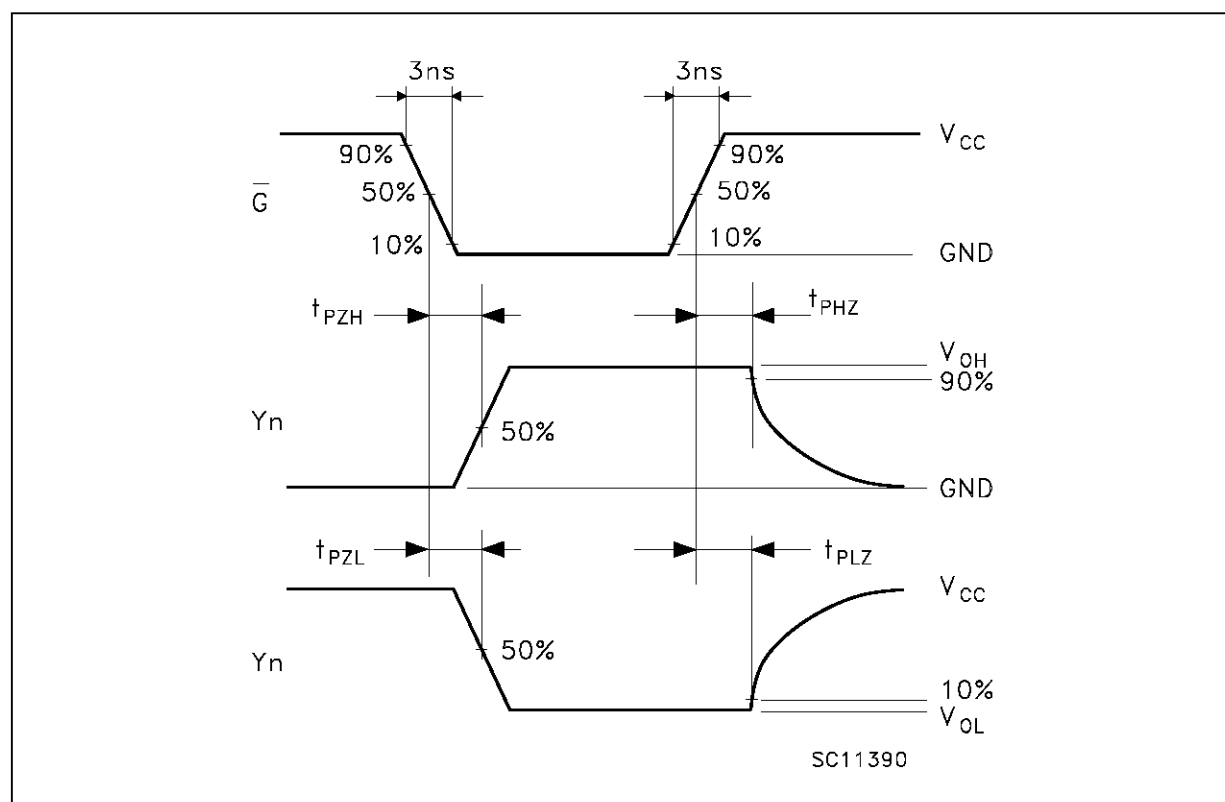 3ns 3ns
V_CC
90% 90%
50% 50%
G̅
10% 10%
GND
t_PZH t_PHZ
V_OH
90%
Yn 50%
GND
t_PZL t_PLZ
V_CC
50%
Yn
10%
V_OL
SC11390